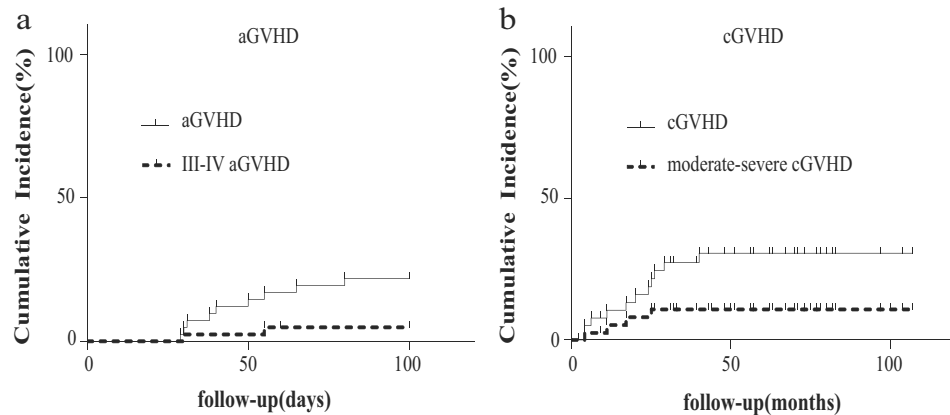 a
aGVHD
Cumulative Incidence(%)
100
50
0
aGVHD
III-IV aGVHD
0 50 100
follow-up(days)
b
cGVHD
Cumulative Incidence(%)
100
50
0
cGVHD
moderate-severe cGVHD
0 50 100
follow-up(months)